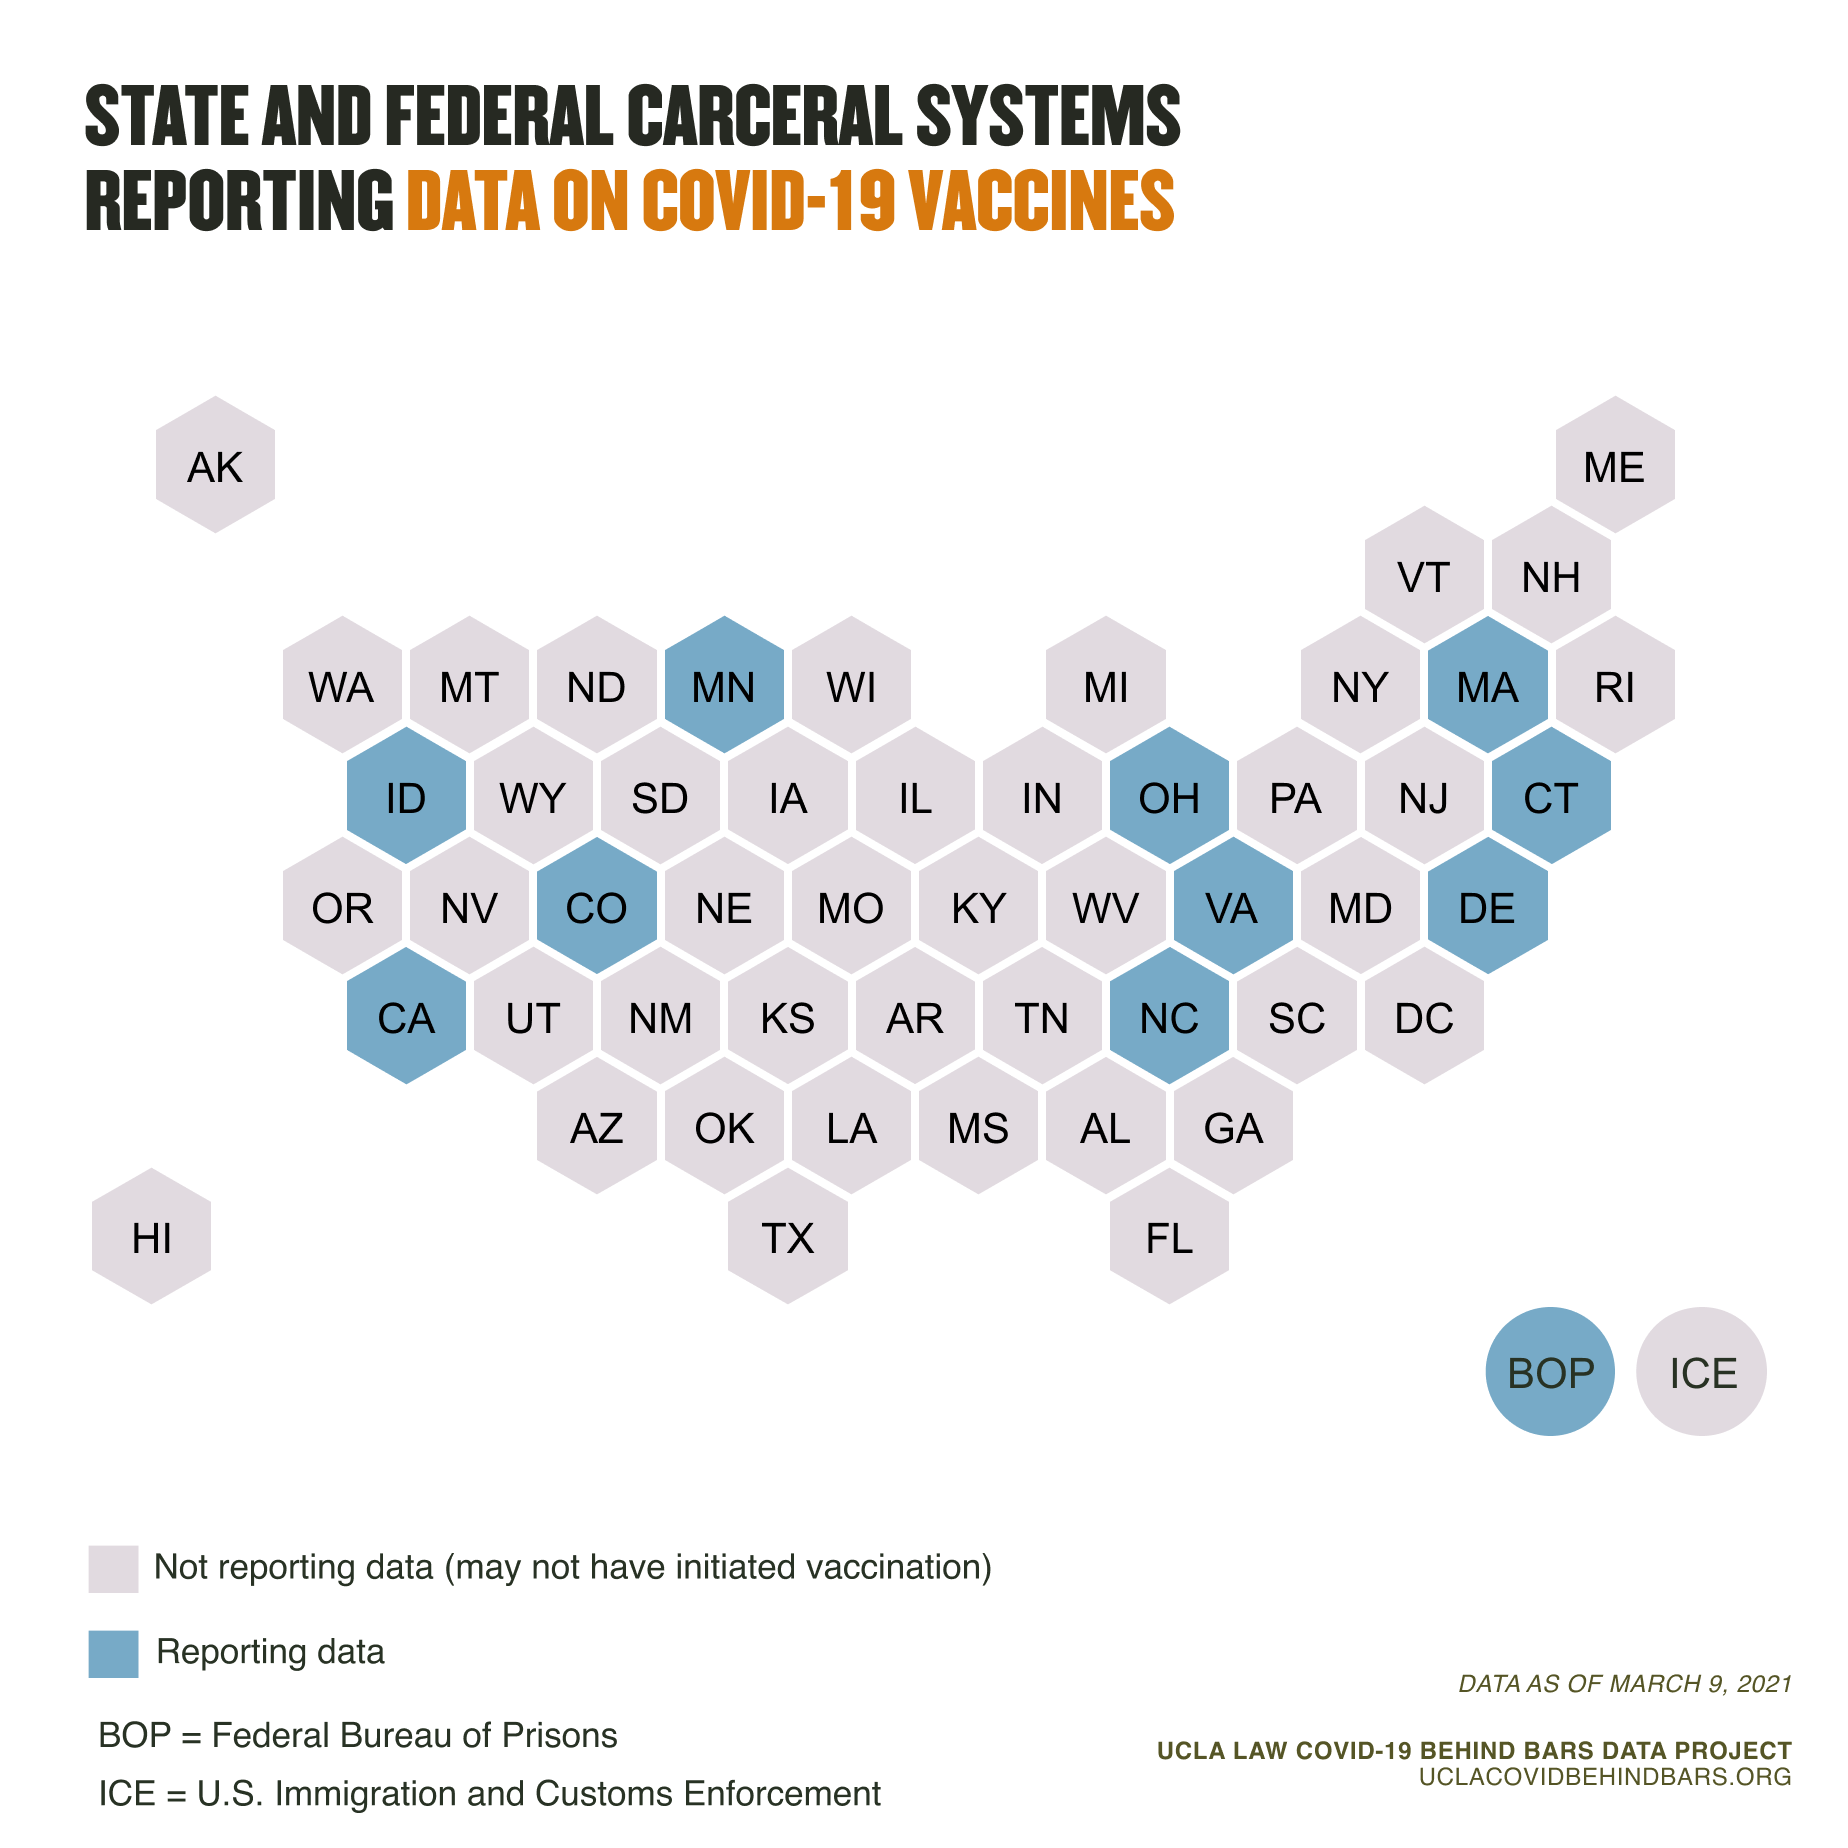 STATE AND FEDERAL CARCERAL SYSTEMS
REPORTING DATA ON COVID-19 VACCINES
AK
ME
VT
NH
WA
MT
ND
MN
WI
MI
NY
MA
RI
ID
WY
SD
IA
IL
IN
OH
PA
NJ
CT
OR
NV
CO
NE
MO
KY
WV
VA
MD
DE
CA
UT
NM
KS
AR
TN
NC
SC
DC
AZ
OK
LA
MS
AL
GA
HI
TX
FL
BOP
ICE
Not reporting data (may not have initiated vaccination)
Reporting data
BOP = Federal Bureau of Prisons
ICE = U.S. Immigration and Customs Enforcement
DATA AS OF MARCH 9, 2021
UCLA LAW COVID-19 BEHIND BARS DATA PROJECT
UCLACOVIDBEHINDBARS.ORG